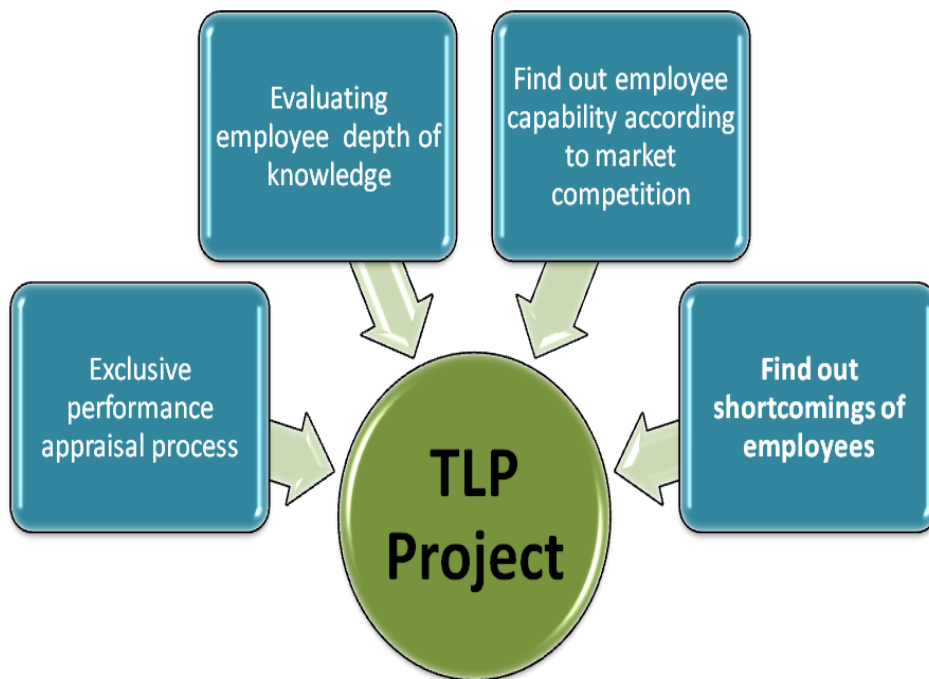 Evaluating
employee depth of
knowledge
Find out employee
capability according
to market
competition
Exclusive
performance
appraisal process
Find out
shortcomings of
employees
TLP
Project